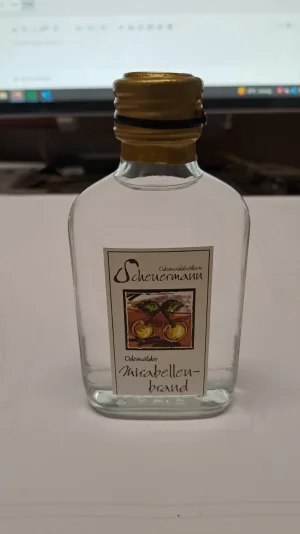 Scheuermann
Odenwälder
Mirabellen-
brand